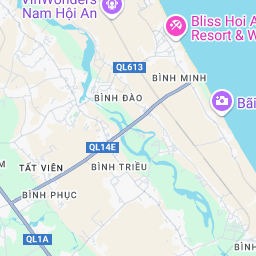 VinWonders
Nam Hội An
Bliss Hoi A
Resort & W
QL613
BÌNH MINH
BÌNH ĐÀO
Bãi
QL14E
TẤT VIÊN
BÌNH TRIỀU
BÌNH PHỤC
QL1A